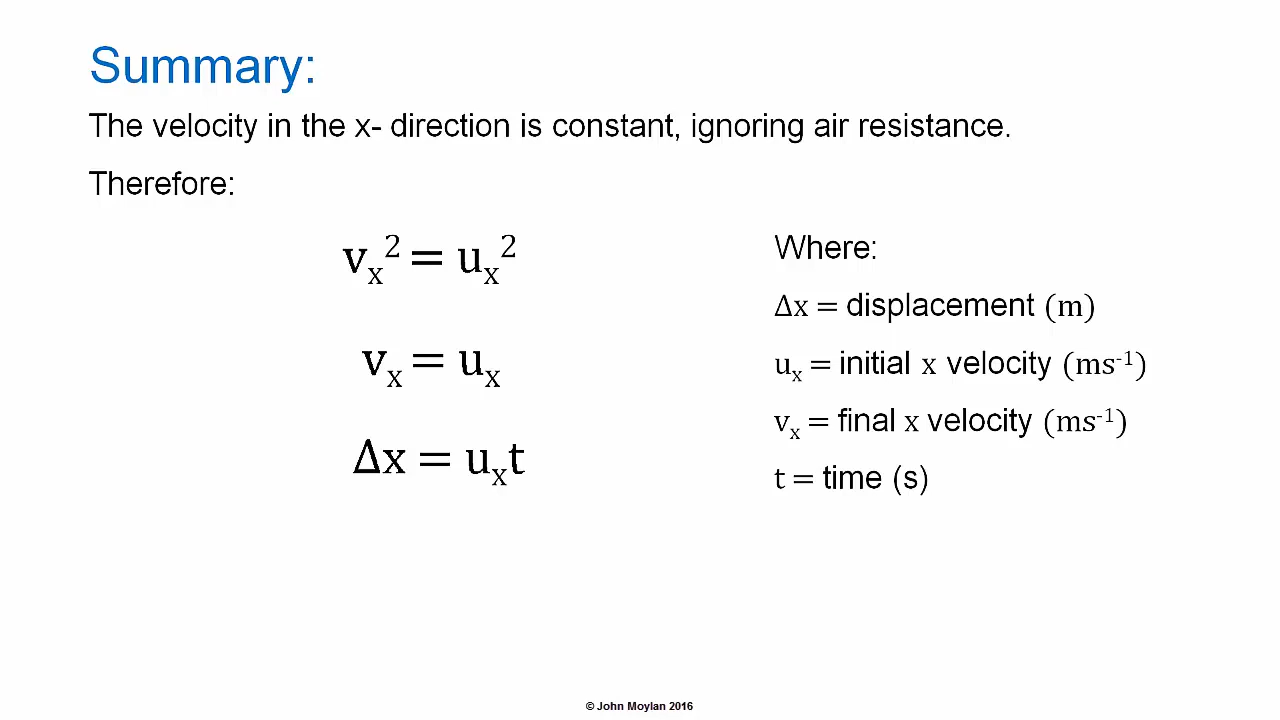 Summary:
The velocity in the x- direction is constant, ignoring air resistance.
Therefore:
vₓ² = uₓ²
vₓ = uₓ
Δx = uₓt
Where:
Δx = displacement (m)
uₓ = initial x velocity (ms⁻¹)
vₓ = final x velocity (ms⁻¹)
t = time (s)
© John Moylan 2016